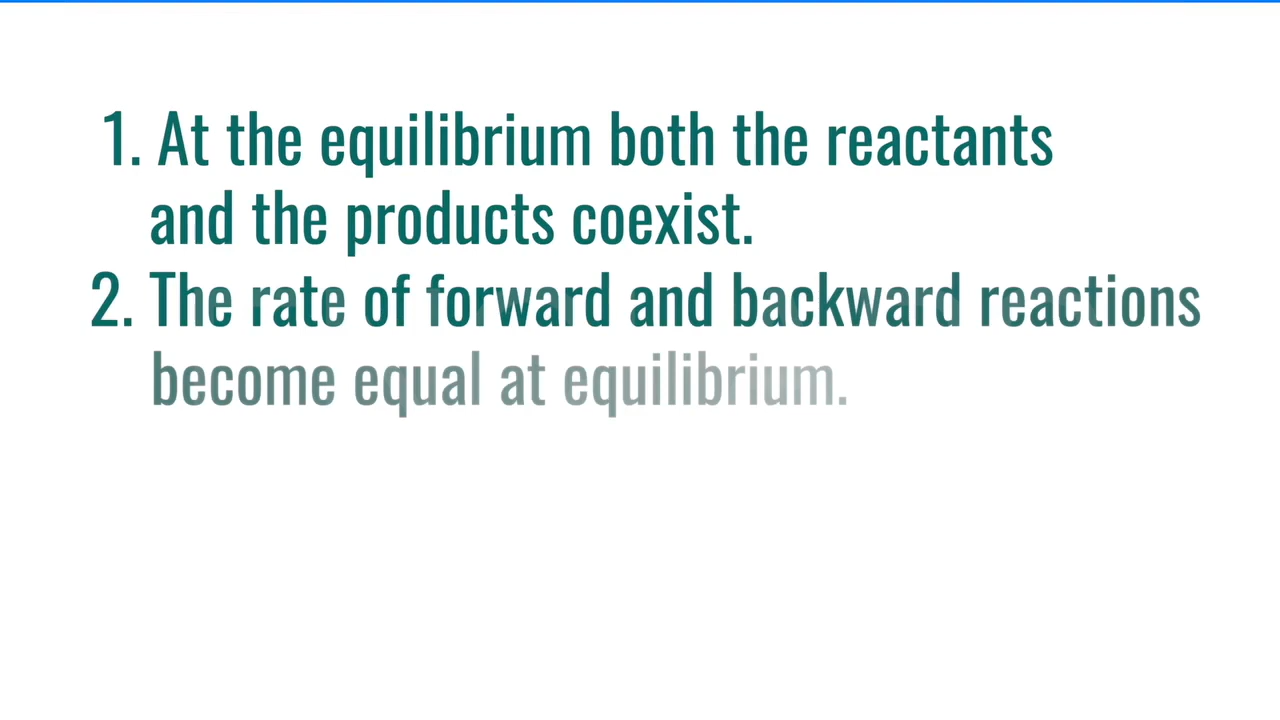 1. At the equilibrium both the reactants
and the products coexist.
2. The rate of forward and backward reactions
become equal at equilibrium.